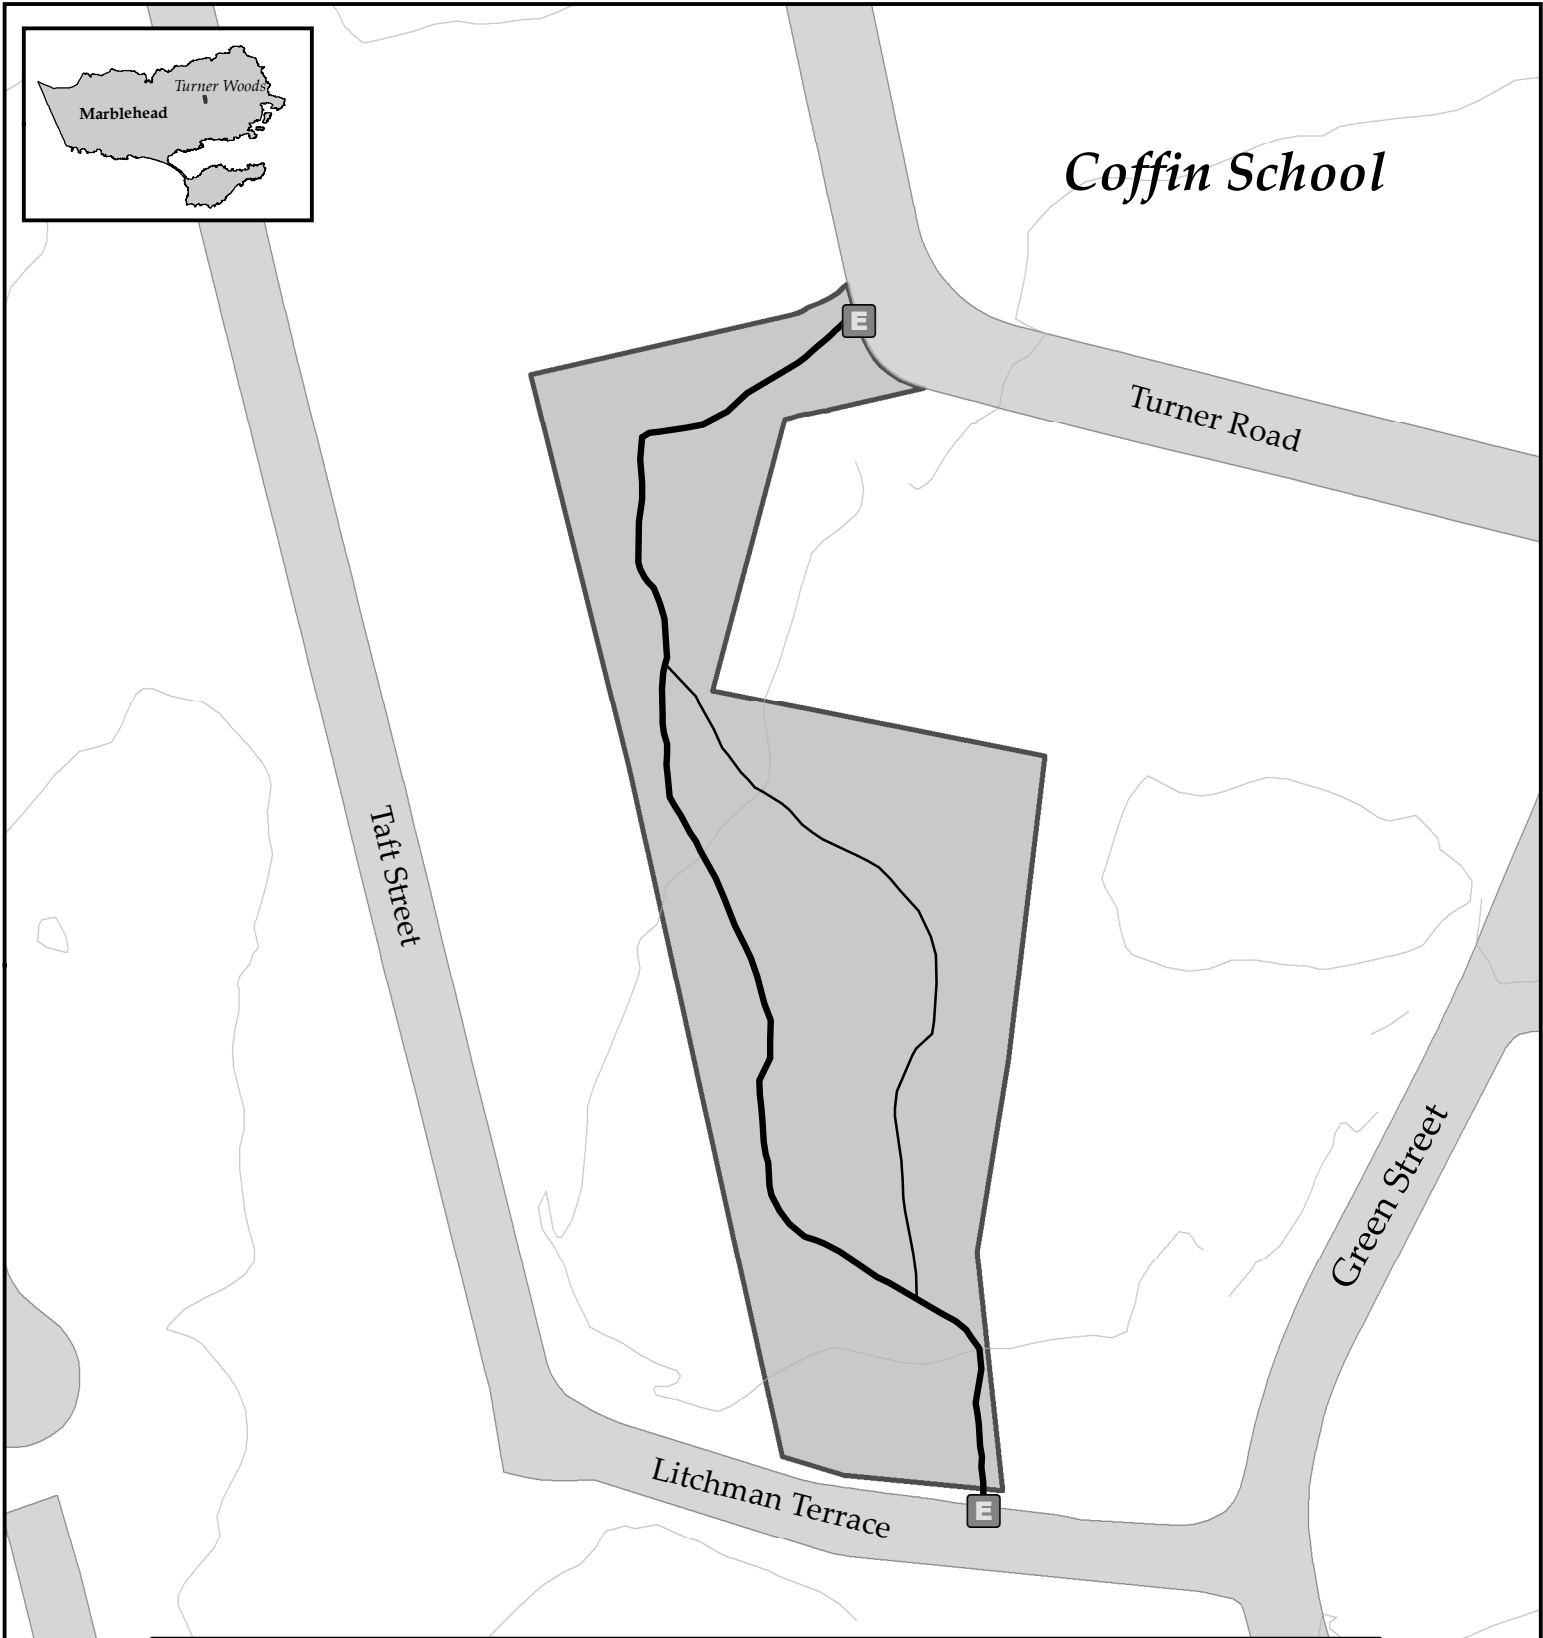 Turner Woods
Marblehead
Coffin School
E
Turner Road
Taft Street
Green Street
Litchman Terrace
E